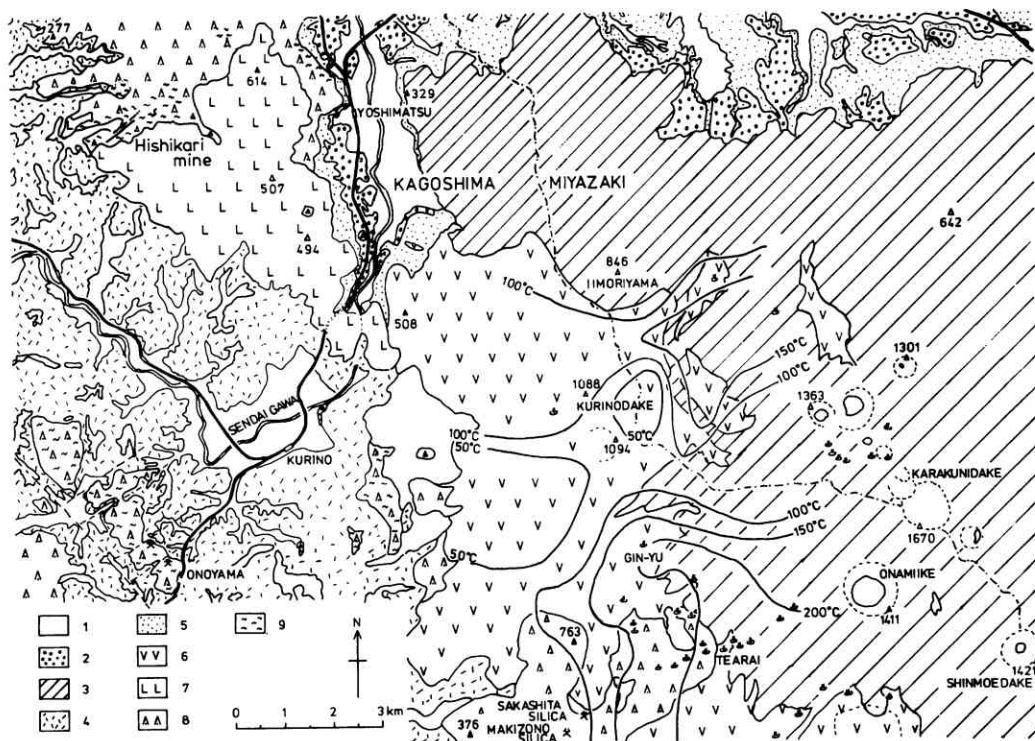 277
614
329
YOSHIMATSU
Hishikari
mine
507
KAGOSHIMA
MIYAZAKI
642
494
846
IIMORIYAMA
100°C
508
150°C
100°C
1301
1363
1088
KURINODAKE
SENDAI GAWA
100°C
50°C
50°C
1094
KURINO
KARAKUNIDAKE
100°C
150°C
1670
50°C
GIN-YU
ONOYAMA
ONAMIIKE
200°C
1411
1 5 9
2 6
3 7
4 8
N
0 1 2 3 km
763
TEARAI
1421
SHINMOEDAKE
SAKASHITA
SILICA
376 MAKIZONO
SILICA